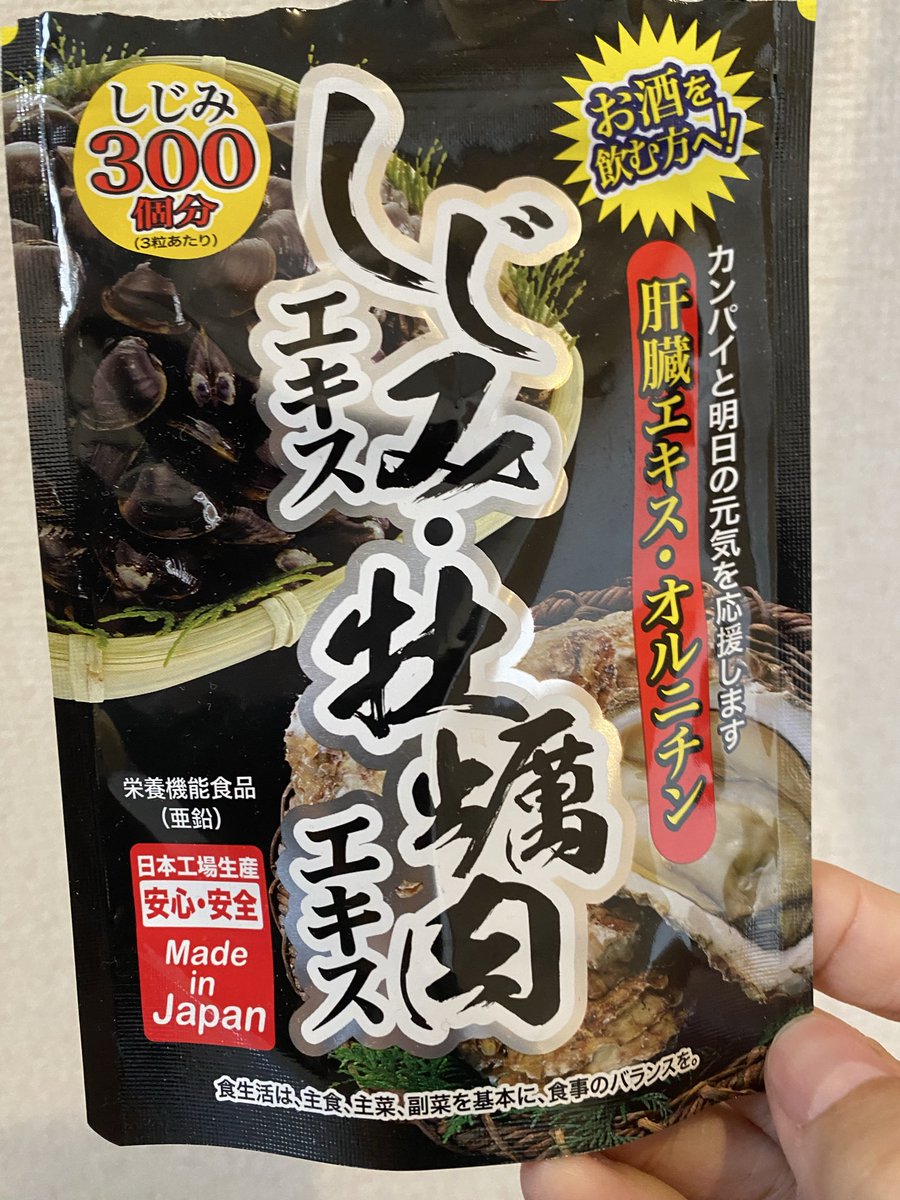 しじみ
300
個分
(3粒あたり)
お酒を
飲む方へ!!
カンパイと明日の元気を応援します
肝臓エキス・オルニチン
しじみ・
エキス
牡蠣肉
エキス
栄養機能食品
(亜鉛)
日本工場生産
安心・安全
Made
in
Japan
食生活は、主食、主菜、副菜を基本に、食事のバランスを。